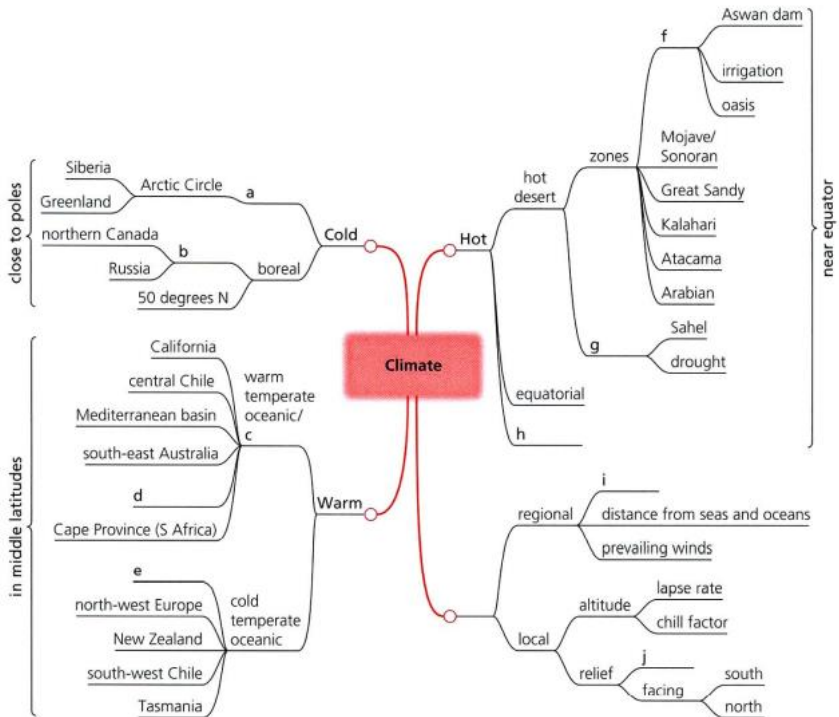 Climate
Cold
a
Arctic Circle
Siberia
Greenland
boreal
b
northern Canada
Russia
50 degrees N
close to poles
Warm
warm
temperate
oceanic/
c
California
central Chile
Mediterranean basin
south-east Australia
d
Cape Province (S Africa)
cold
temperate
oceanic
e
north-west Europe
New Zealand
south-west Chile
Tasmania
in middle latitudes
Hot
hot
desert
zones
f
Aswan dam
irrigation
oasis
Mojave/
Sonoran
Great Sandy
Kalahari
Atacama
Arabian
g
Sahel
drought
equatorial
h
near equator
regional
i
distance from seas and oceans
prevailing winds
local
altitude
lapse rate
chill factor
relief
j
facing
south
north